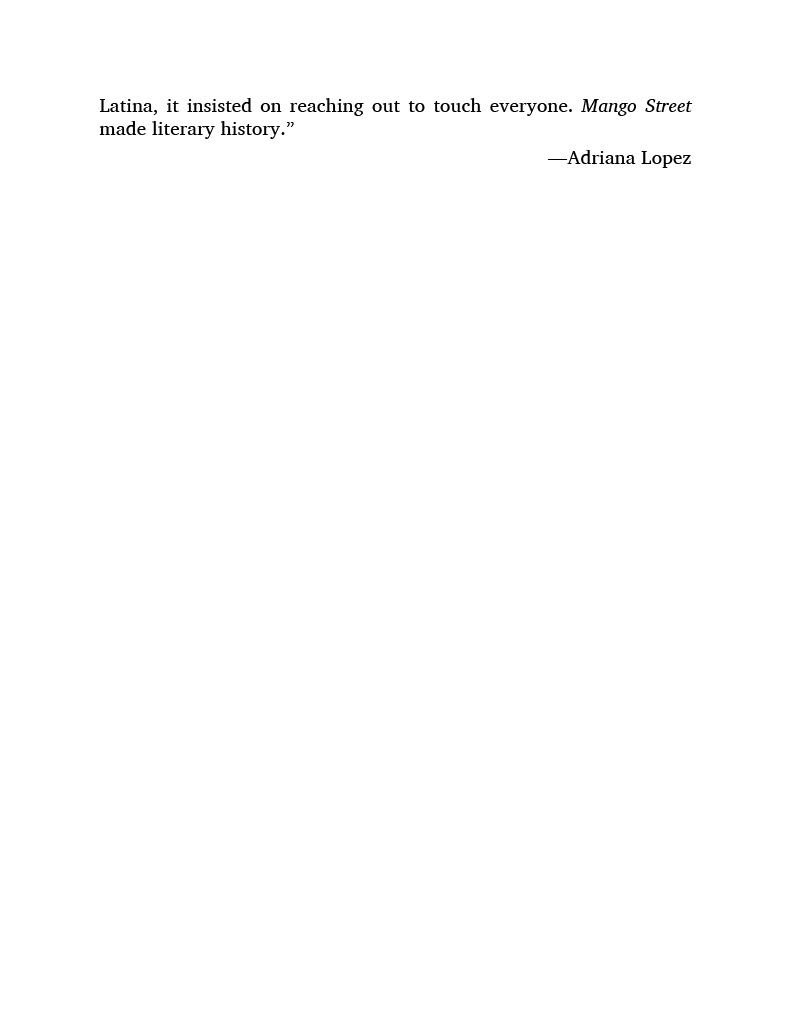 Latina, it insisted on reaching out to touch everyone. Mango Street
made literary history.”
—Adriana Lopez